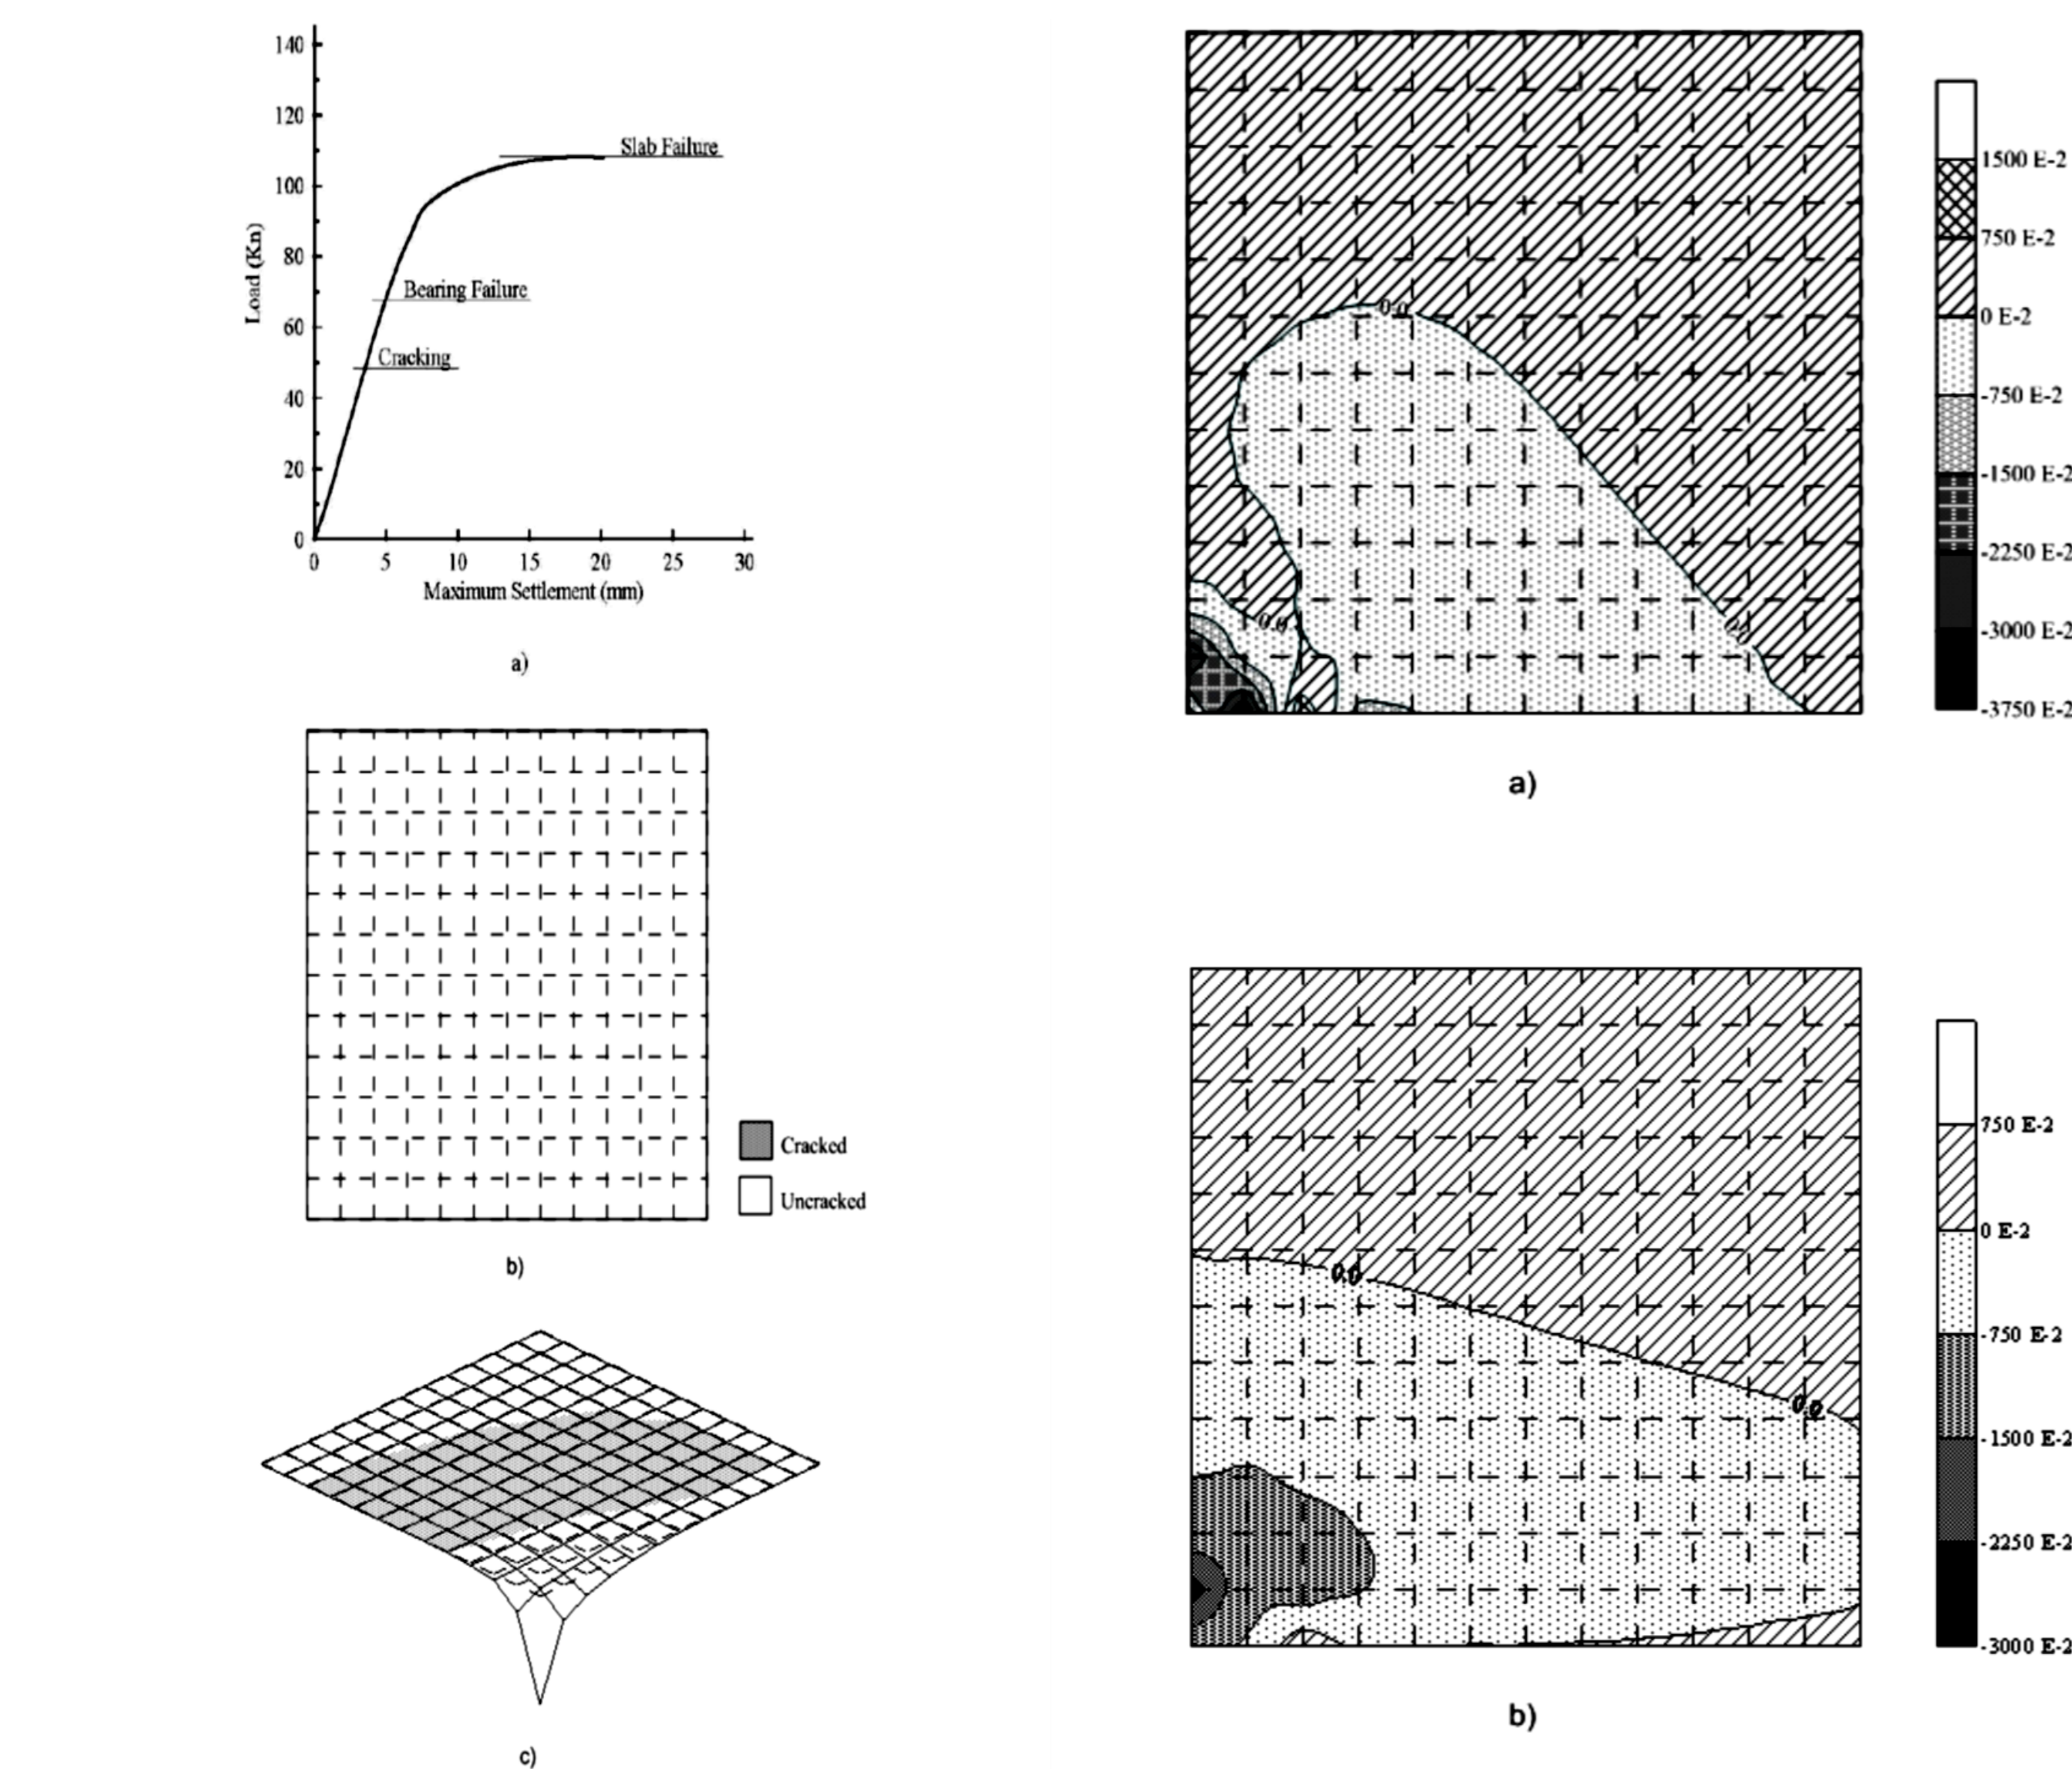 140
120
100
80
60
40
20
0
Load (Kn)
Slab Failure
Bearing Failure
Cracking
0 5 10 15 20 25 30
Maximum Settlement (mm)
a)
Cracked
Uncracked
b)
c)
0.0
0.0
0.0
1500 E-2
750 E-2
0 E-2
-750 E-2
-1500 E-2
-2250 E-2
-3000 E-2
-3750 E-2
a)
0.0
0.0
750 E-2
0 E-2
-750 E-2
-1500 E-2
-2250 E-2
-3000 E-2
b)